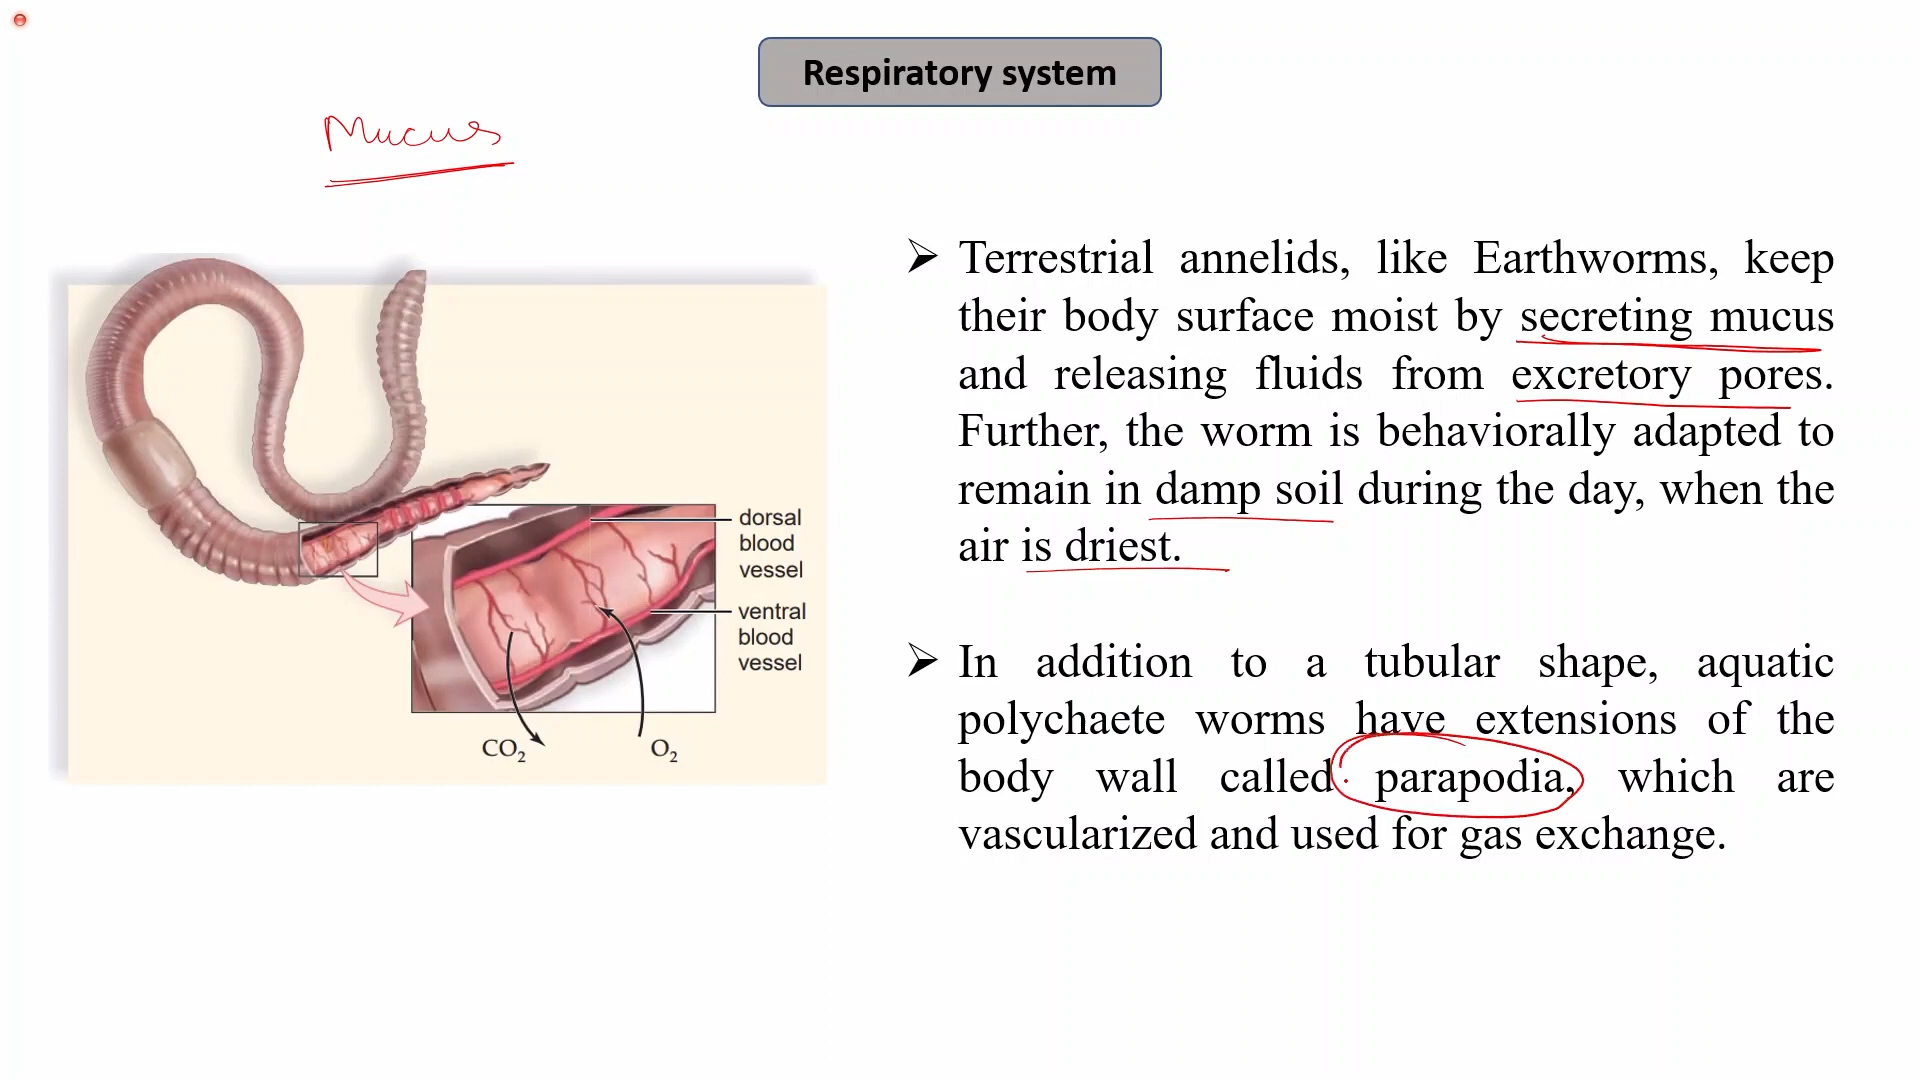 Respiratory system
Mucus
➢ Terrestrial annelids, like Earthworms, keep
their body surface moist by secreting mucus
and releasing fluids from excretory pores.
Further, the worm is behaviorally adapted to
remain in damp soil during the day, when the
air is driest.
dorsal
blood
vessel
ventral
blood
vessel
CO₂
O₂
➢ In addition to a tubular shape, aquatic
polychaete worms have extensions of the
body wall called parapodia, which are
vascularized and used for gas exchange.